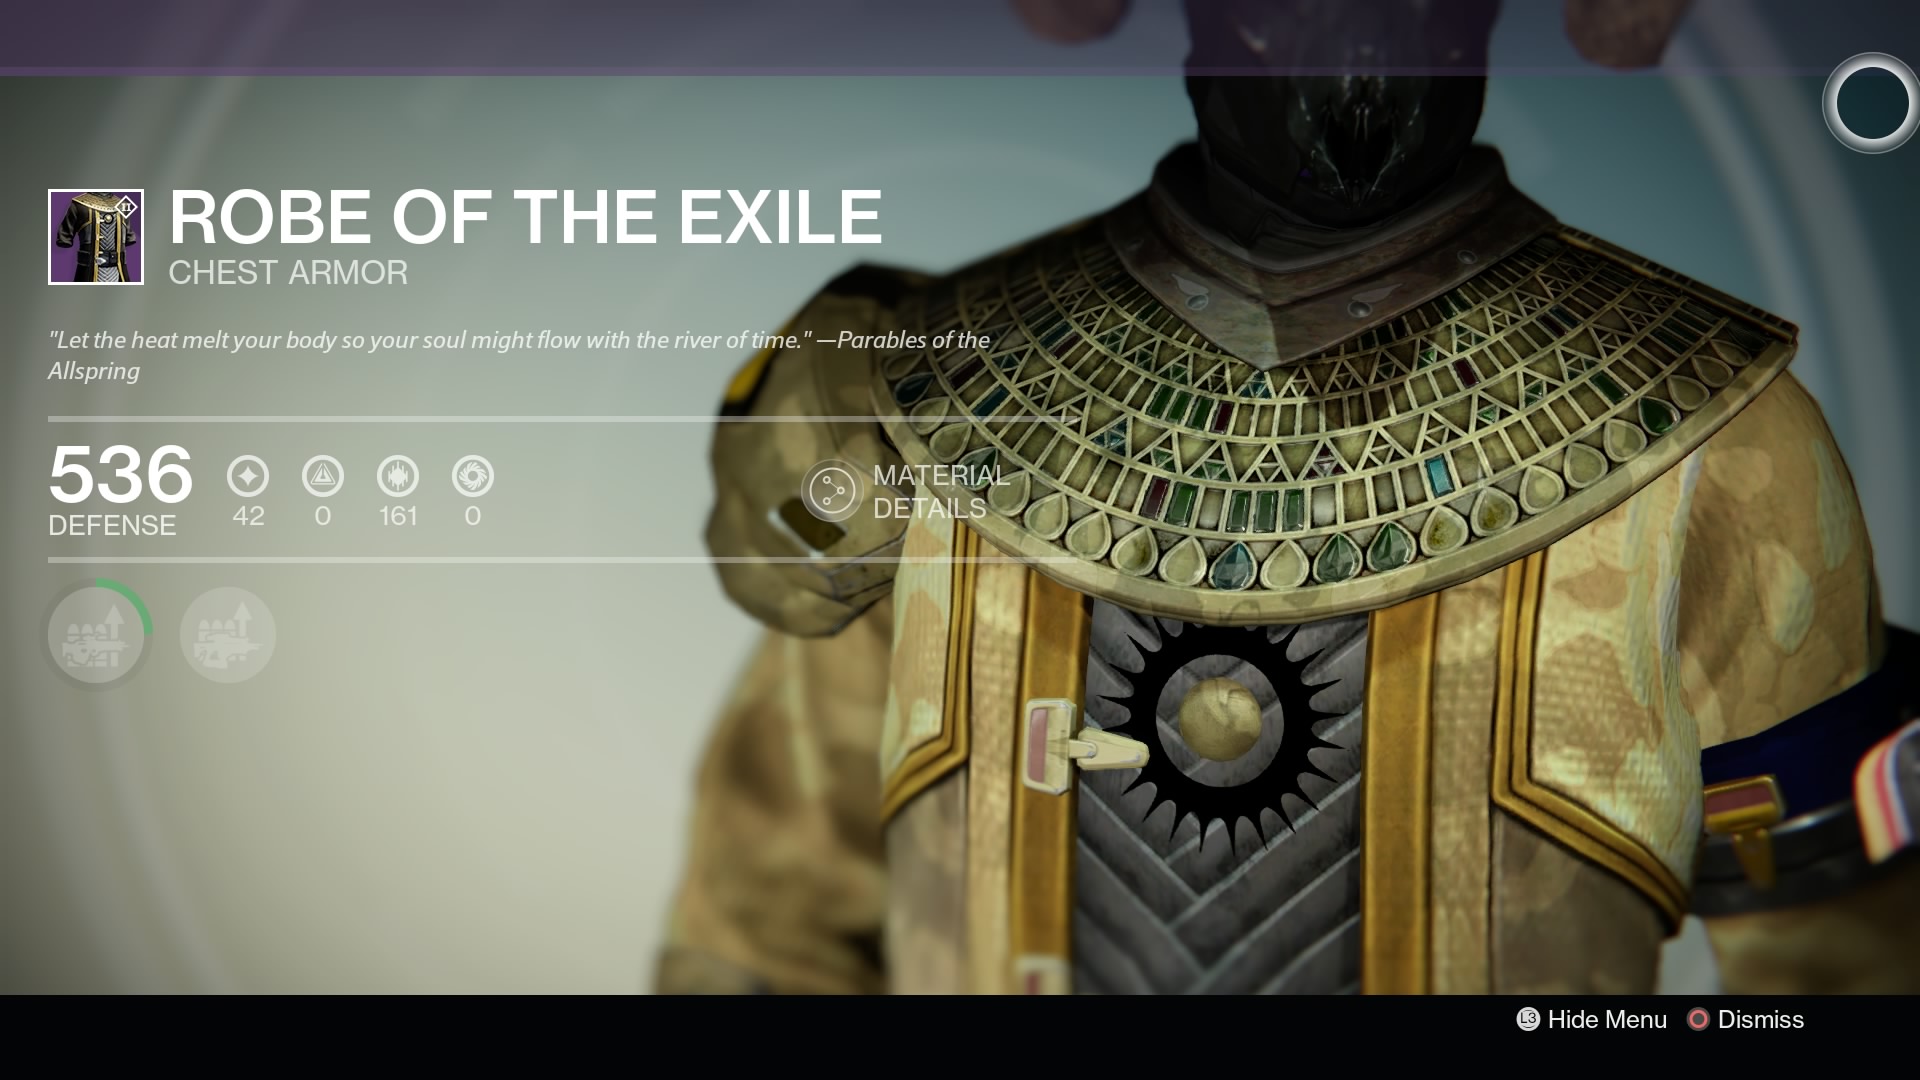 ROBE OF THE EXILE
CHEST ARMOR
"Let the heat melt your body so your soul might flow with the river of time." —Parables of the
Allspring
536
DEFENSE
42 0 161 0
MATERIAL
DETAILS
L3 Hide Menu Dismiss